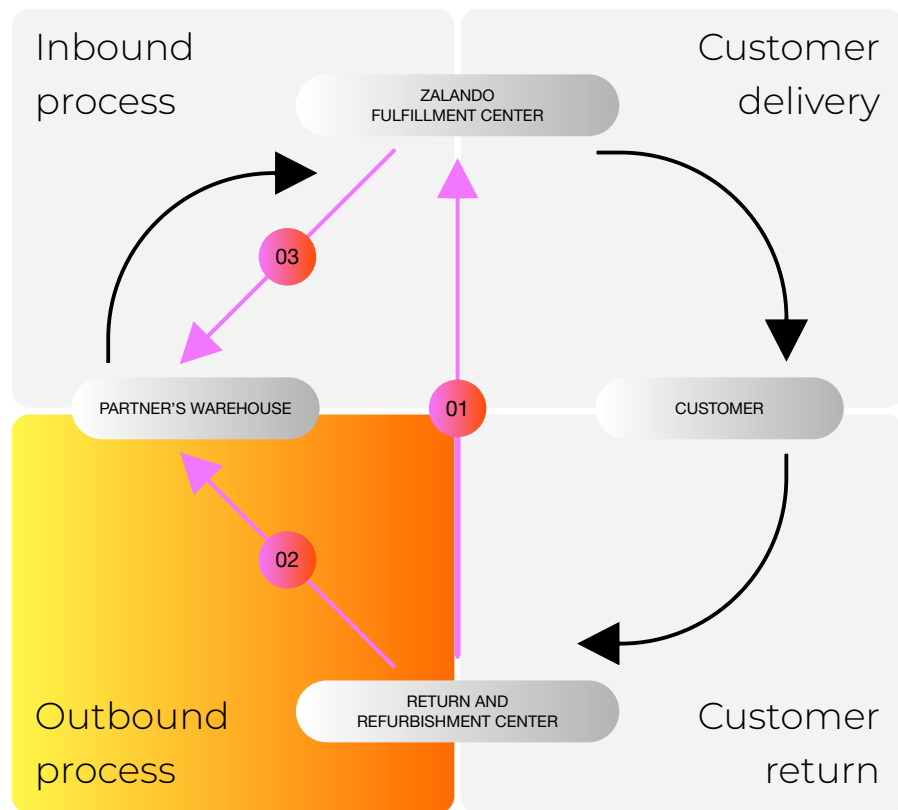 Inbound
process
Customer
delivery
ZALANDO
FULFILLMENT CENTER
03
PARTNER'S WAREHOUSE
01
CUSTOMER
02
Outbound
process
RETURN AND
REFURBISHMENT CENTER
Customer
return